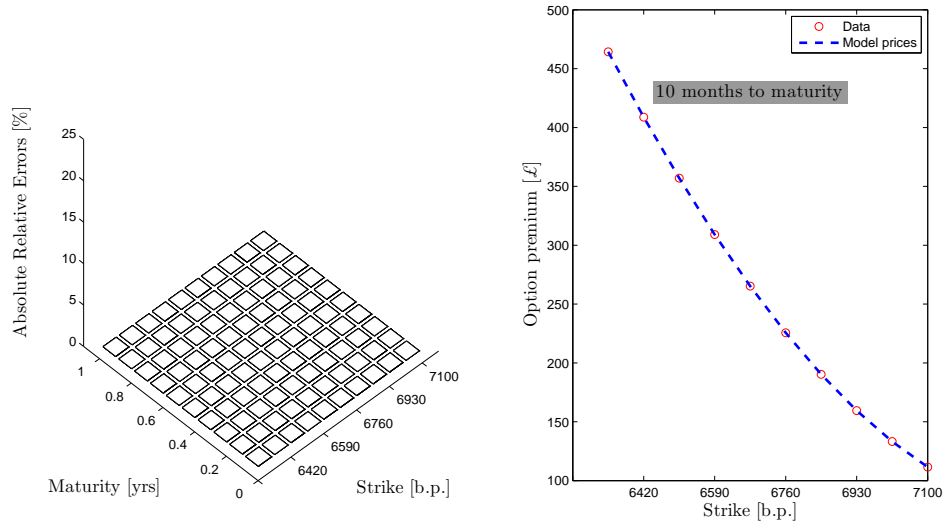 Absolute Relative Errors [%]
25
20
15
10
5
0
1
0.8
0.6
0.4
0.2
0
Maturity [yrs]
6420
6590
6760
6930
7100
Strike [b.p.]
500
450
400
350
300
250
200
150
100
Option premium [£]
Data
Model prices
10 months to maturity
6420 6590 6760 6930 7100
Strike [b.p.]